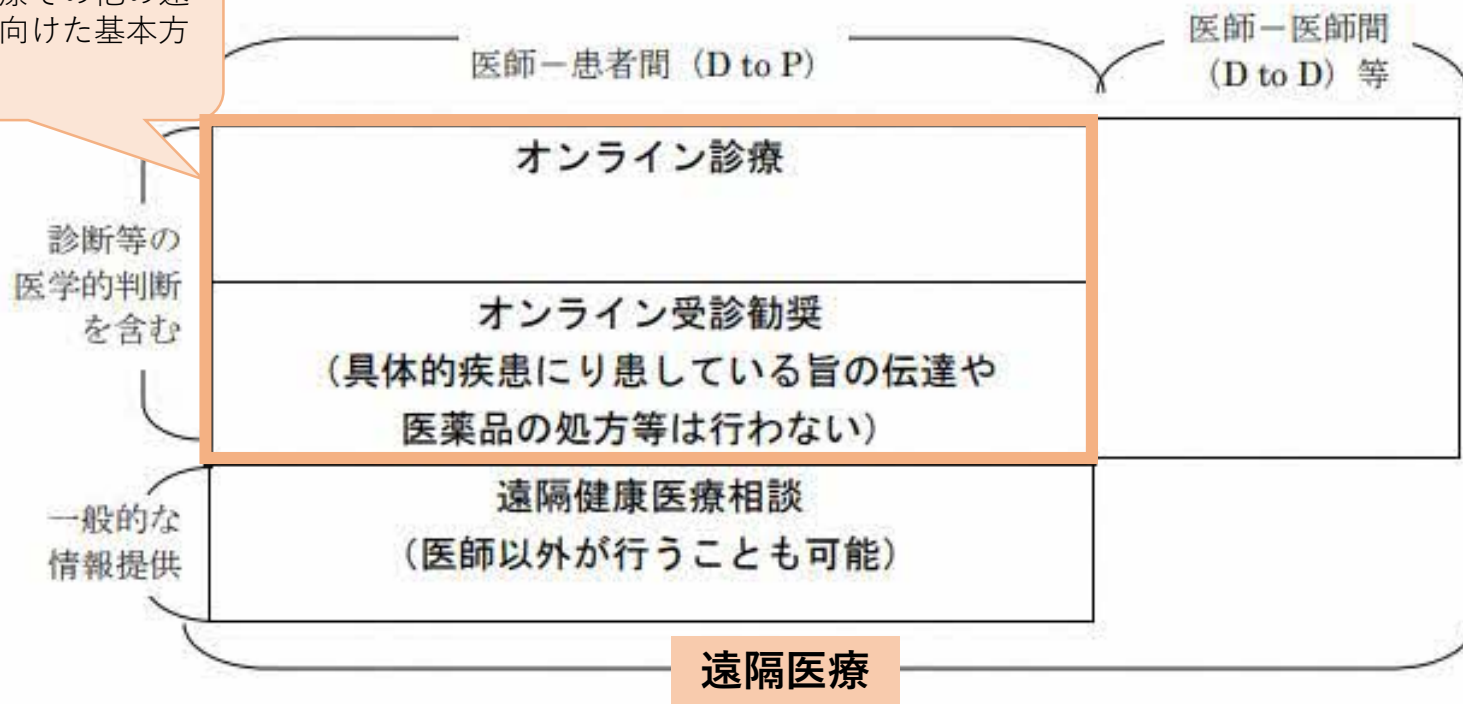 療その他の遠
向けた基本方
医師－患者間（D to P）
医師－医師間
（D to D）等
オンライン診療
診断等の
医学的判断
を含む
オンライン受診勧奨
（具体的疾患にり患している旨の伝達や
医薬品の処方等は行わない）
一般的な
情報提供
遠隔健康医療相談
（医師以外が行うことも可能）
遠隔医療